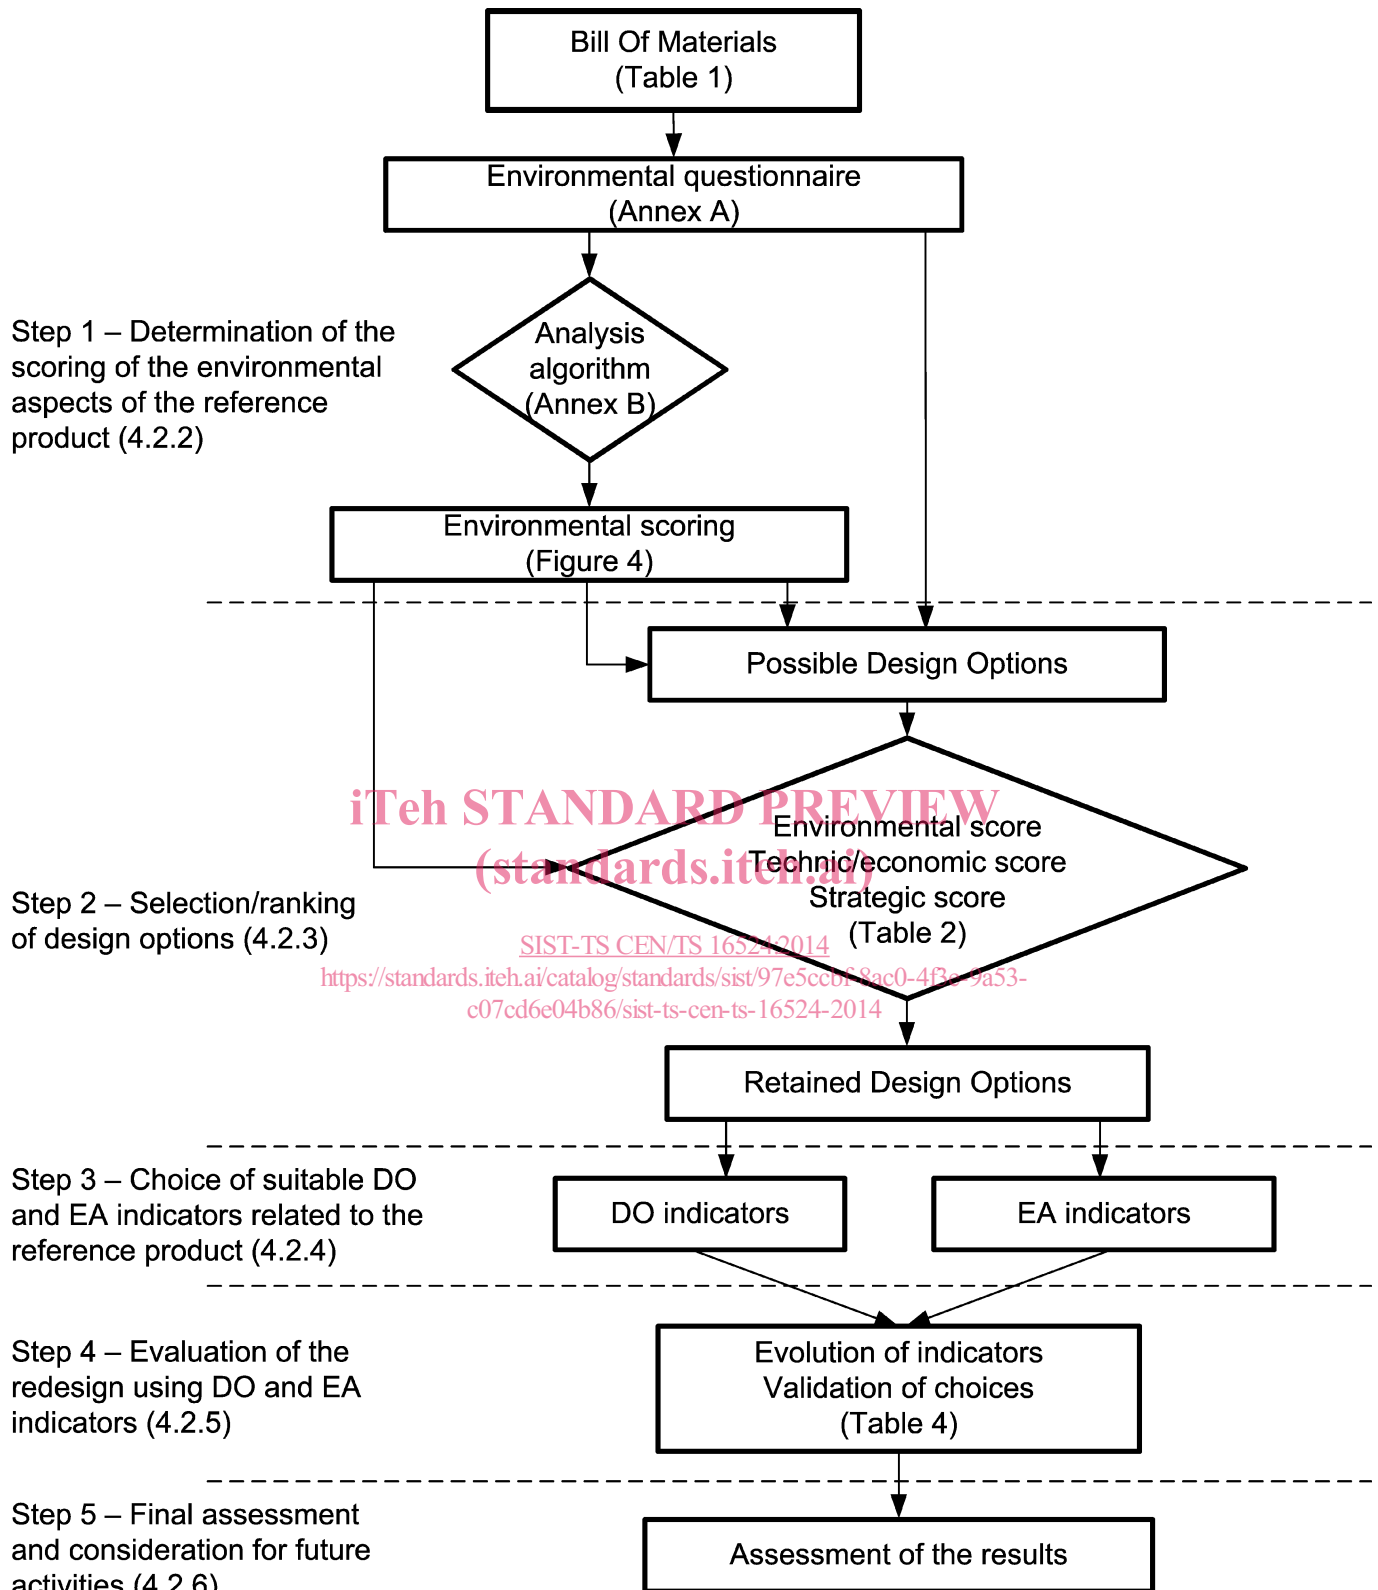 Bill Of Materials
(Table 1)
Environmental questionnaire
(Annex A)
Step 1 – Determination of the
scoring of the environmental
aspects of the reference
product (4.2.2)
Analysis
algorithm
(Annex B)
Environmental scoring
(Figure 4)
Possible Design Options
iTeh STANDARD PREVIEW
(standards.iteh.ai)
Environmental score
Technic/economic score
Strategic score
(Table 2)
Step 2 – Selection/ranking
of design options (4.2.3)
SIST-TS CEN/TS 16524:2014
https://standards.iteh.ai/catalog/standards/sist/97e5ccbf-8ac0-4f3e-9a53-
c07cd6e04b86/sist-ts-cen-ts-16524-2014
Retained Design Options
Step 3 – Choice of suitable DO
and EA indicators related to the
reference product (4.2.4)
DO indicators
EA indicators
Step 4 – Evaluation of the
redesign using DO and EA
indicators (4.2.5)
Evolution of indicators
Validation of choices
(Table 4)
Step 5 – Final assessment
and consideration for future
activities (4.2.6)
Assessment of the results